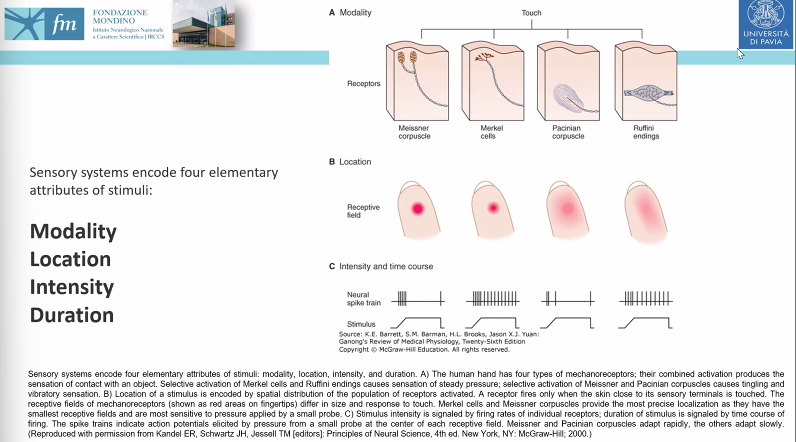 fm
FONDAZIONE
MONDINO
Istituto Neurologico Nazionale
a Carattere Scientifico | IRCCS
UNIVERSITÀ
DI PAVIA
Sensory systems encode four elementary
attributes of stimuli:
Modality
Location
Intensity
Duration
A Modality
Touch
Receptors
Meissner
corpuscle
Merkel
cells
Pacinian
corpuscle
Ruffini
endings
B Location
Receptive
field
C Intensity and time course
Neural
spike train
Stimulus
Source: K.E. Barrett, S.M. Barman, H.L. Brooks, Jason X.J. Yuan:
Ganong's Review of Medical Physiology, Twenty-Sixth Edition
Copyright © McGraw-Hill Education. All rights reserved.
Sensory systems encode four elementary attributes of stimuli: modality, location, intensity, and duration. A) The human hand has four types of mechanoreceptors; their combined activation produces the
sensation of contact with an object. Selective activation of Merkel cells and Ruffini endings causes sensation of steady pressure; selective activation of Meissner and Pacinian corpuscles causes tingling and
vibratory sensation. B) Location of a stimulus is encoded by spatial distribution of the population of receptors activated. A receptor fires only when the skin close to its sensory terminals is touched. The
receptive fields of mechanoreceptors (shown as red areas on fingertips) differ in size and response to touch. Merkel cells and Meissner corpuscles provide the most precise localization as they have the
smallest receptive fields and are most sensitive to pressure applied by a small probe. C) Stimulus intensity is signaled by firing rates of individual receptors; duration of stimulus is signaled by time course of
firing. The spike trains indicate action potentials elicited by pressure from a small probe at the center of each receptive field. Meissner and Pacinian corpuscles adapt rapidly, the others adapt slowly.
(Reproduced with permission from Kandel ER, Schwartz JH, Jessell TM [editors]: Principles of Neural Science, 4th ed. New York, NY: McGraw-Hill; 2000.)